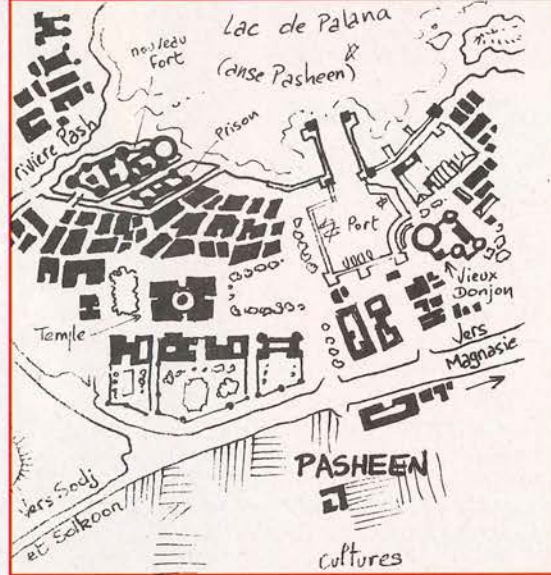 Lac de Palana
(anse Pasheen)
nouveau
Fort
Prison
rivière Pash
Port
Vieux
Donjon
Temple
Vers
Magnasie
PASHEEN
Vers Sodj
et Solkoon
Cultures